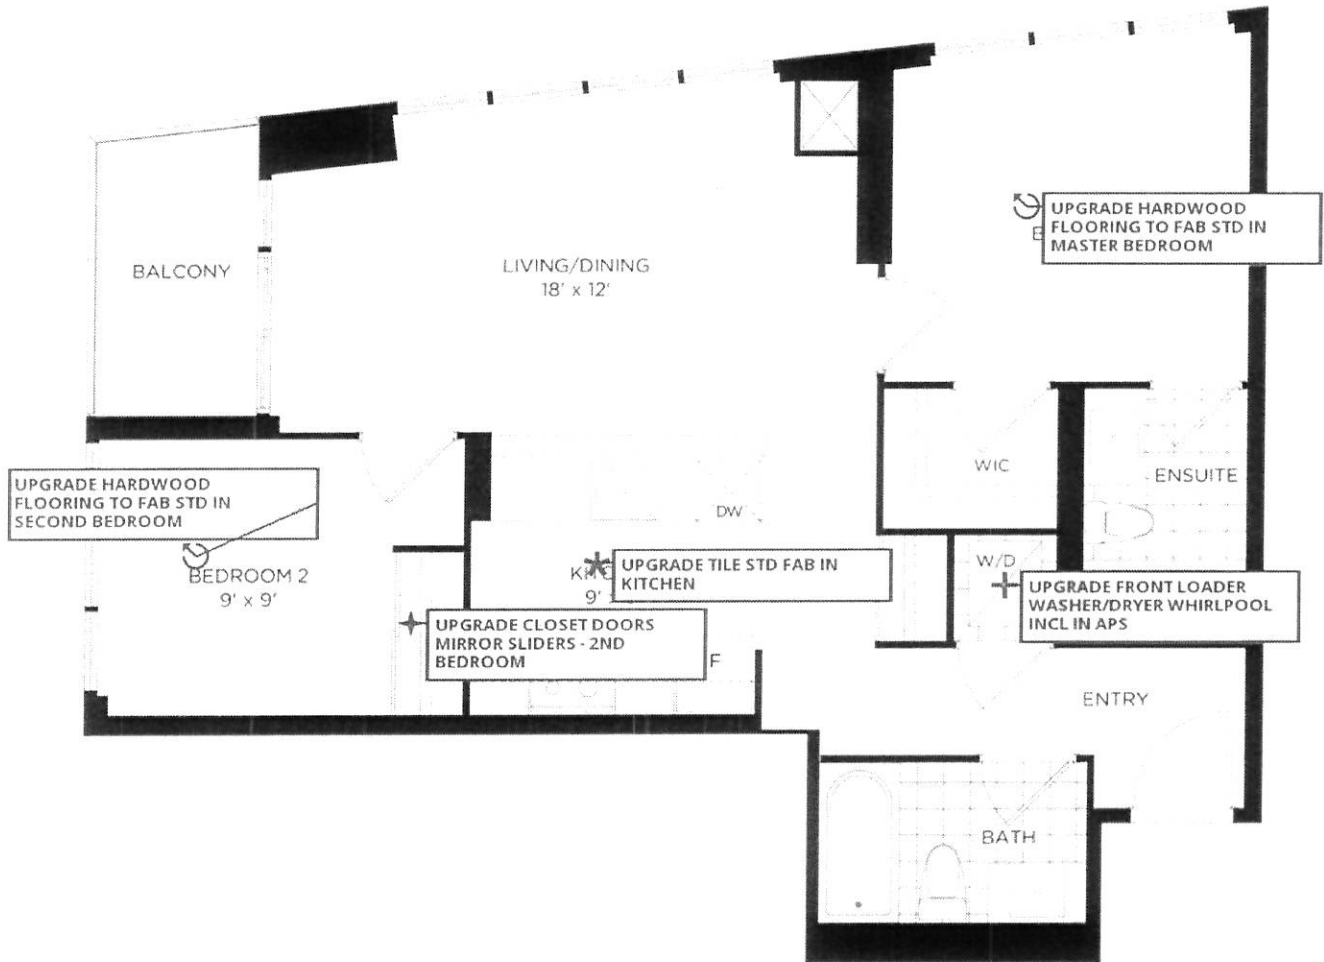 UPGRADE HARDWOOD
FLOORING TO FAB STD IN
MASTER BEDROOM
BALCONY
LIVING/DINING
18' x 12'
WIC
ENSUITE
UPGRADE HARDWOOD
FLOORING TO FAB STD IN
SECOND BEDROOM
DW
BEDROOM 2
9' x 9'
UPGRADE TILE STD FAB IN
KITCHEN
9'
W/D
UPGRADE FRONT LOADER
WASHER/DRYER WHIRLPOOL
INCL IN APS
UPGRADE CLOSET DOORS
MIRROR SLIDERS - 2ND
BEDROOM
F
ENTRY
BATH